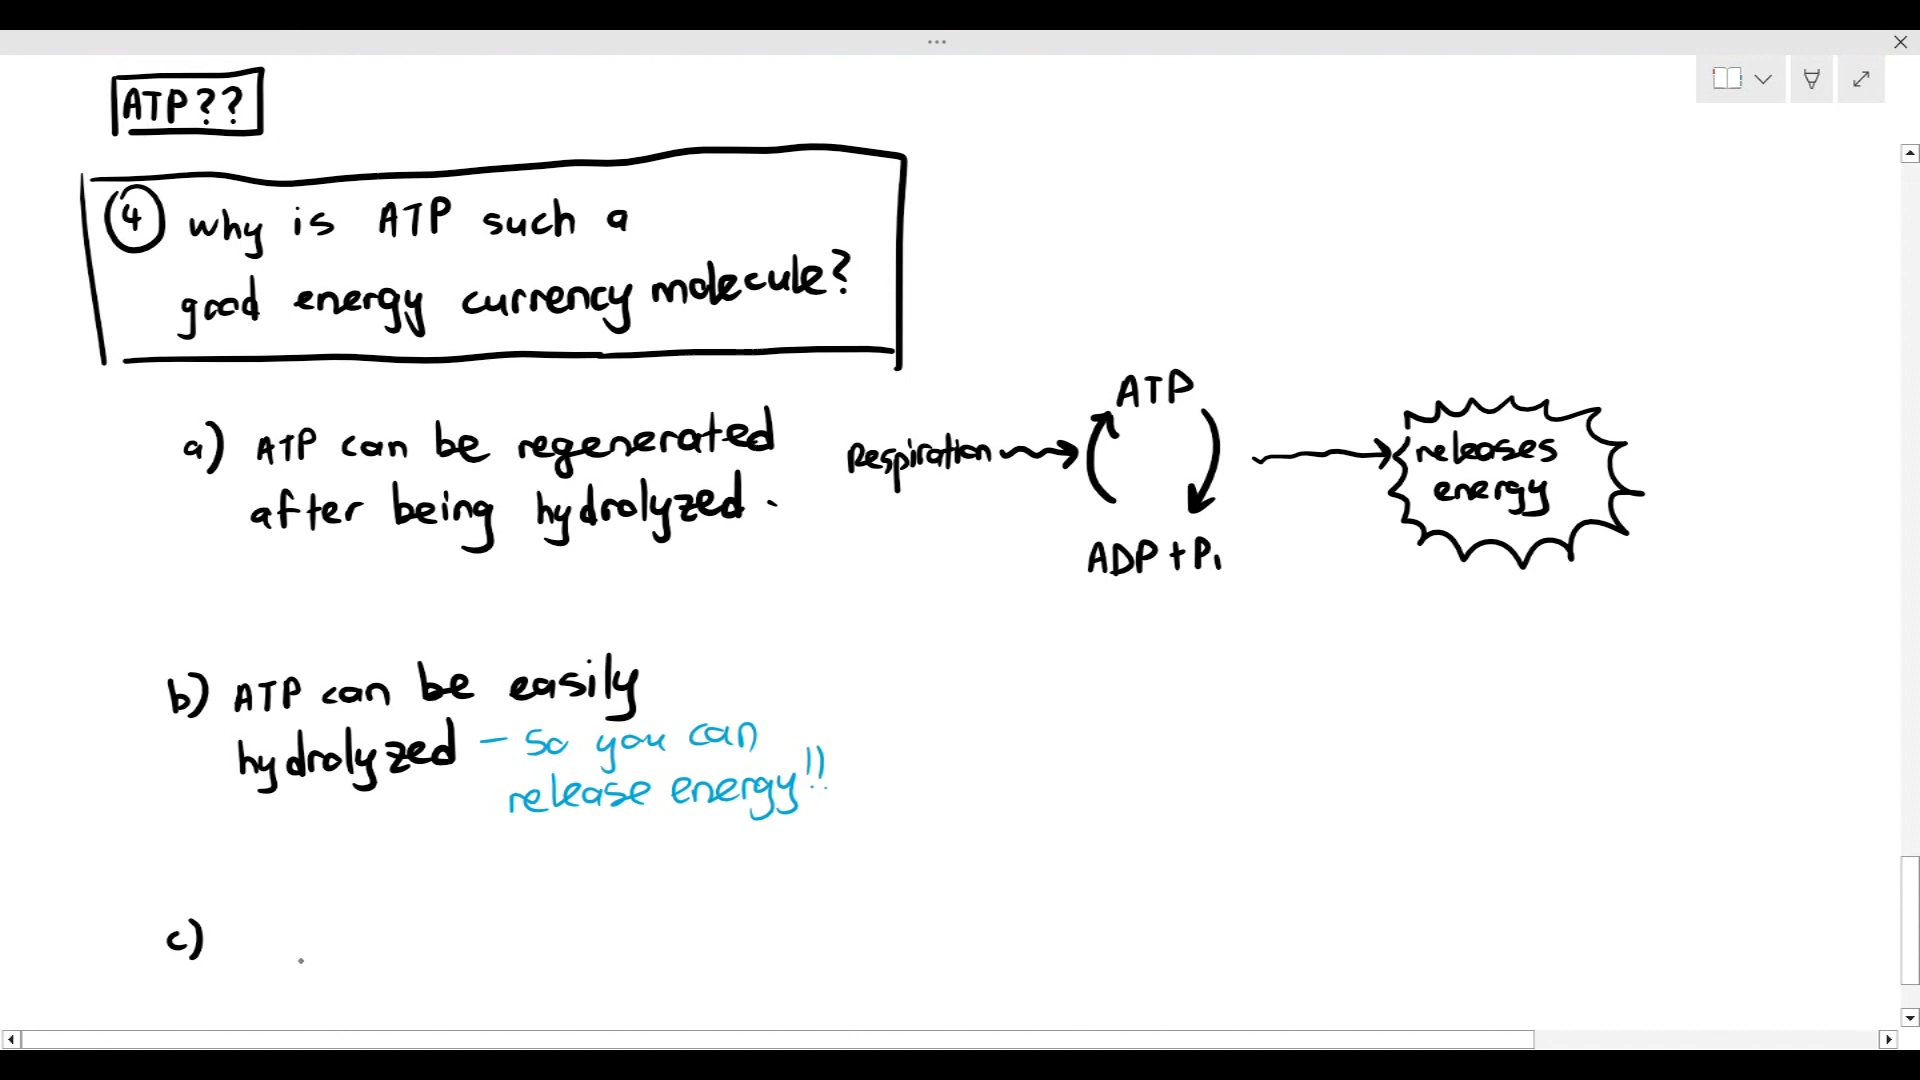 ATP??
4 why is ATP such a
good energy currency molecule?
a) ATP can be regenerated
after being hydrolyzed.
Respiration
ATP
ADP + Pi
releases
energy
b) ATP can be easily
hydrolyzed - so you can
release energy!!
c)